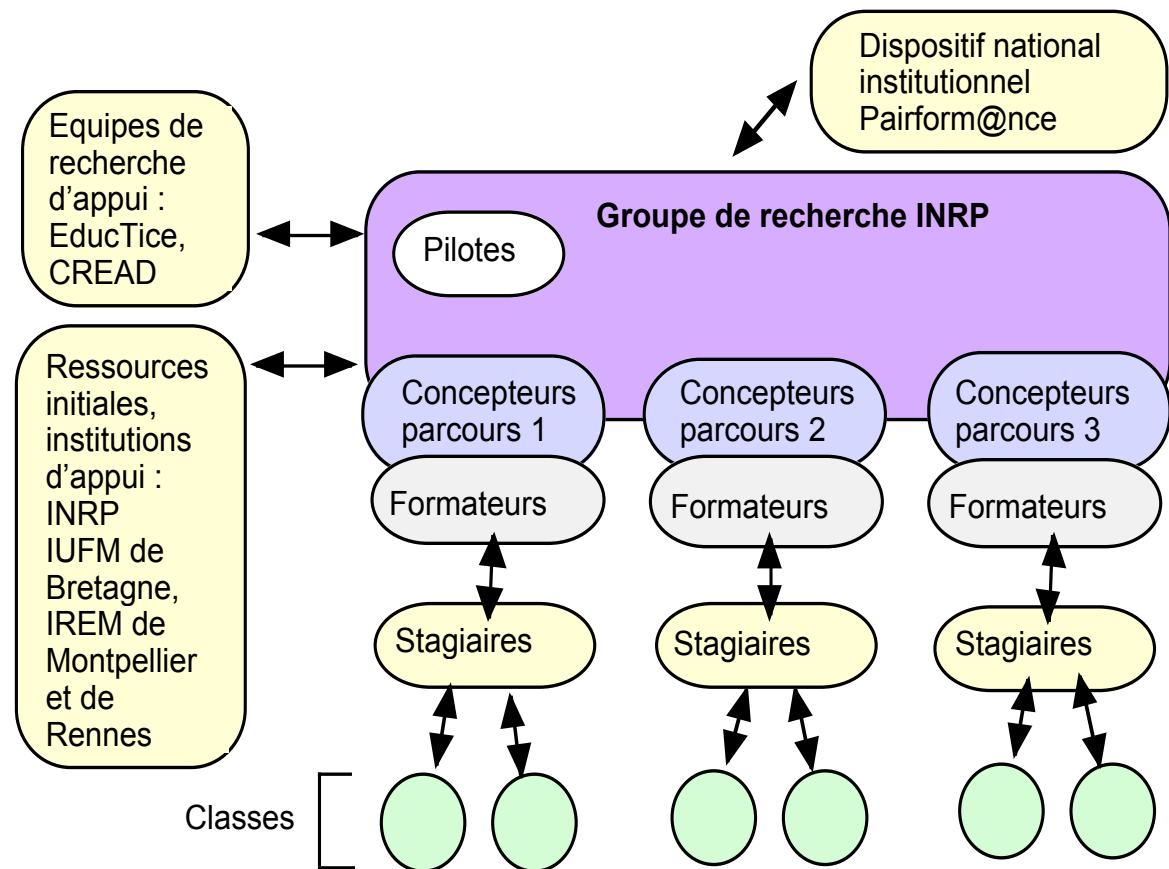 Dispositif national
institutionnel
Pairform@nce
Equipes de
recherche
d'appui :
EducTice,
CREAD
Groupe de recherche INRP
Pilotes
Ressources
initiales,
institutions
d'appui :
INRP
IUFM de
Bretagne,
IREM de
Montpellier
et de
Rennes
Concepteurs
parcours 1
Concepteurs
parcours 2
Concepteurs
parcours 3
Formateurs
Formateurs
Formateurs
Stagiaires
Stagiaires
Stagiaires
Classes